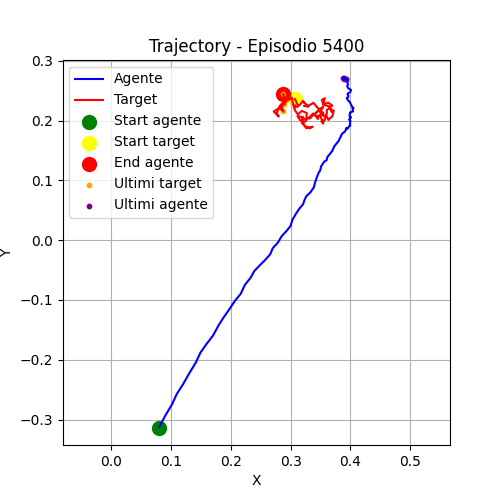 Trajectory - Episodio 5400
Agente
Target
Start agente
Start target
End agente
Ultimi target
Ultimi agente
0.3
0.2
0.1
0.0
−0.1
−0.2
−0.3
Y
0.0 0.1 0.2 0.3 0.4 0.5
X